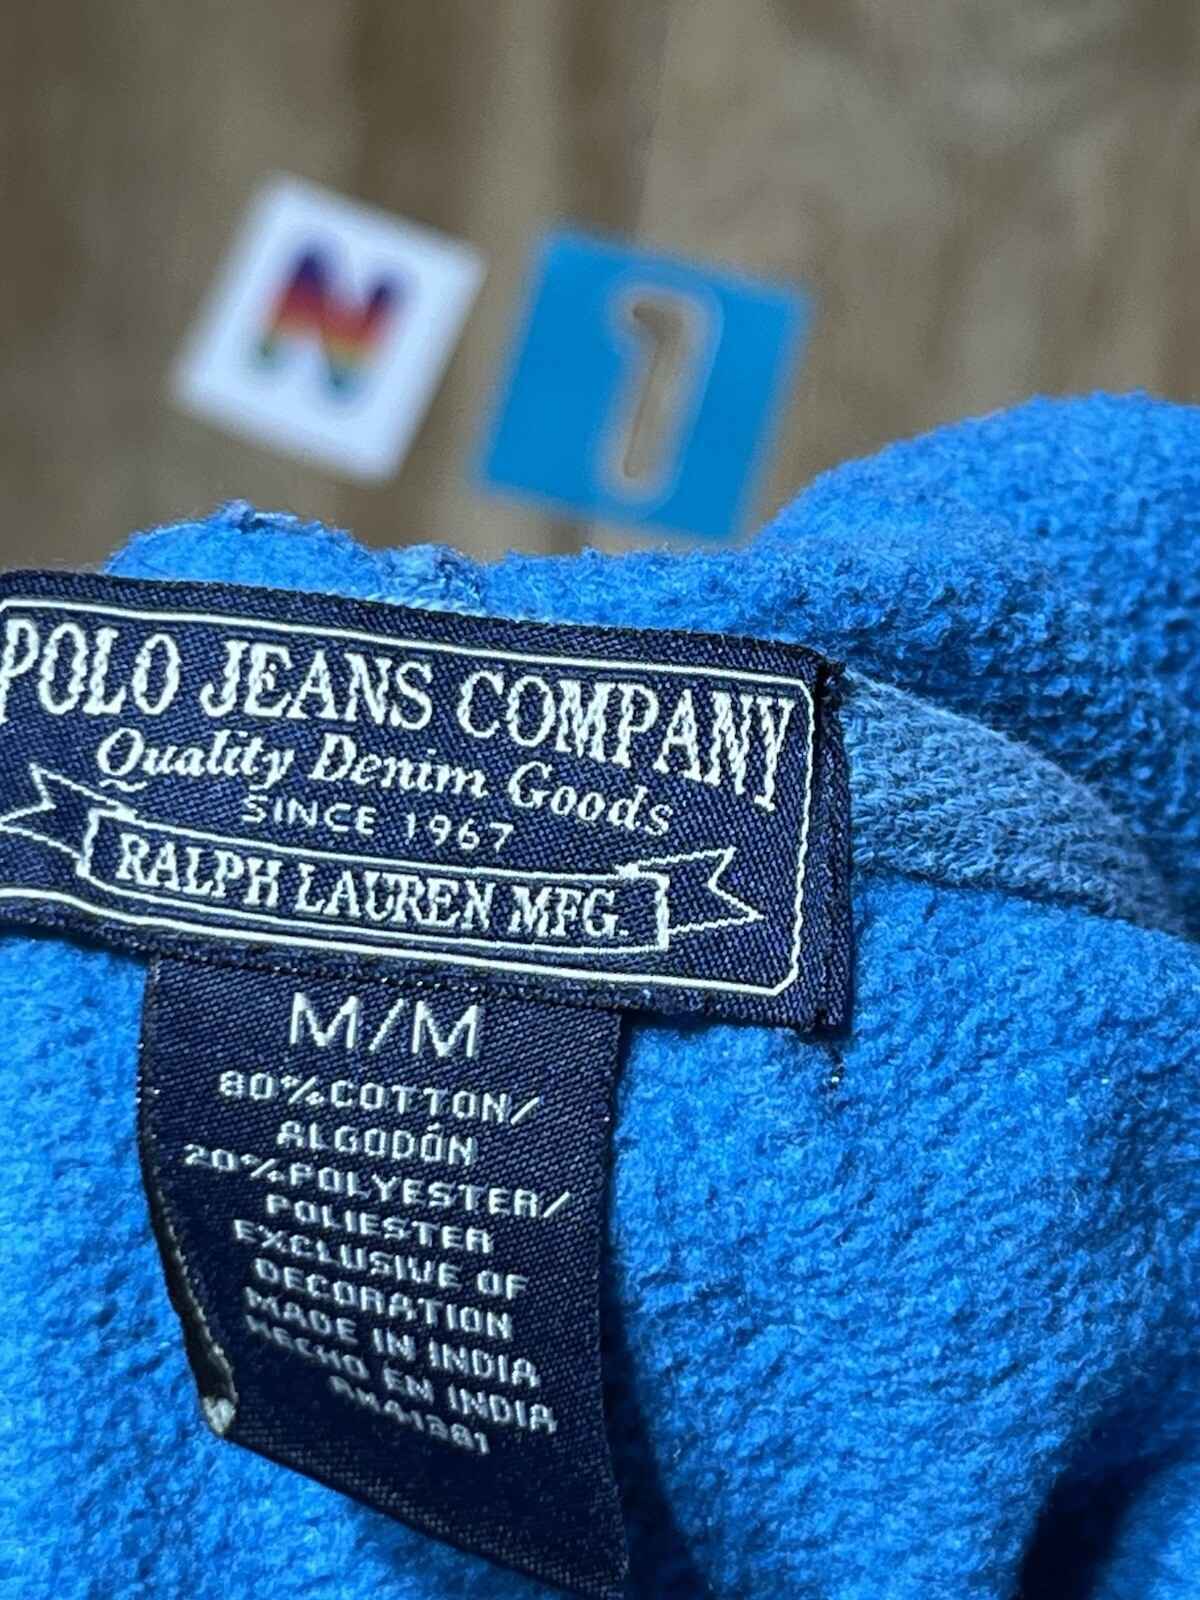 N 1
POLO JEANS COMPANY
Quality Denim Goods
SINCE 1967
RALPH LAUREN MFG.
M/M
80%COTTON/
ALGODÓN
20%POLYESTER/
POLIESTER
EXCLUSIVE OF
DECORATION
MADE IN INDIA
HECHO EN INDIA